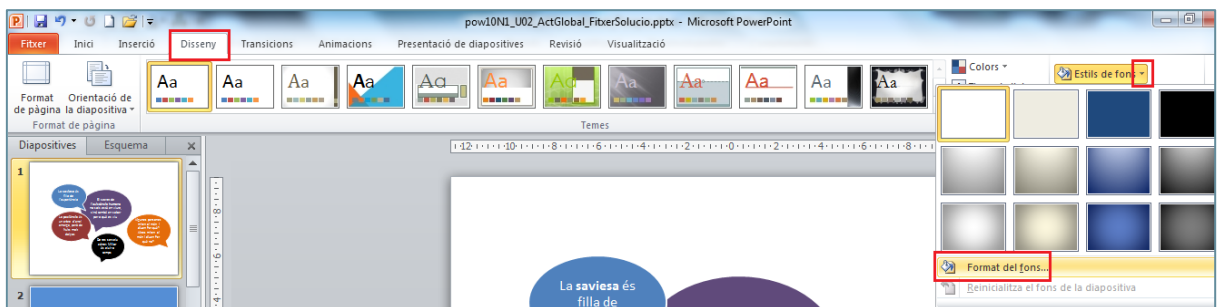 pow10N1_U02_ActGlobal_FitxerSolucio.pptx - Microsoft PowerPoint
Fitxer Inici Inserció Disseny Transicions Animacions Presentació de diapositives Revisió Visualització
Format de pàgina
Orientació de la diapositiva
Aa Aa Aa Aa Aa Aa Aa Aa Aa Aa Aa Aa
Colors
Estils de fons
Format de pàgina
Temes
Diapositives Esquema
1
2
La saviesa és
filla de
Format del fons...
Reinicialitza el fons de la diapositiva